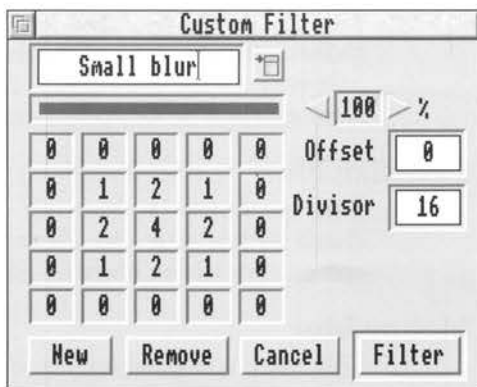 Custom Filter
Small blur
100 %
0 0 0 0 0
Offset 0
0 1 2 1 0
Divisor 16
0 2 4 2 0
0 1 2 1 0
0 0 0 0 0
New Remove Cancel Filter